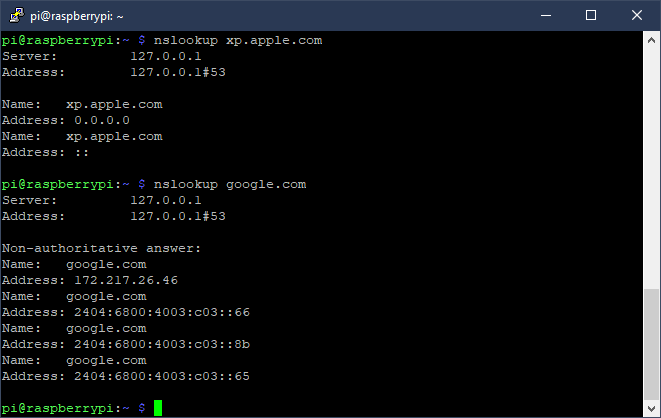 pi@raspberrypi: ~
pi@raspberrypi:~ $ nslookup xp.apple.com
Server:         127.0.0.1
Address:        127.0.0.1#53

Name:   xp.apple.com
Address: 0.0.0.0
Name:   xp.apple.com
Address: ::

pi@raspberrypi:~ $ nslookup google.com
Server:         127.0.0.1
Address:        127.0.0.1#53

Non-authoritative answer:
Name:   google.com
Address: 172.217.26.46
Name:   google.com
Address: 2404:6800:4003:c03::66
Name:   google.com
Address: 2404:6800:4003:c03::8b
Name:   google.com
Address: 2404:6800:4003:c03::65

pi@raspberrypi:~ $